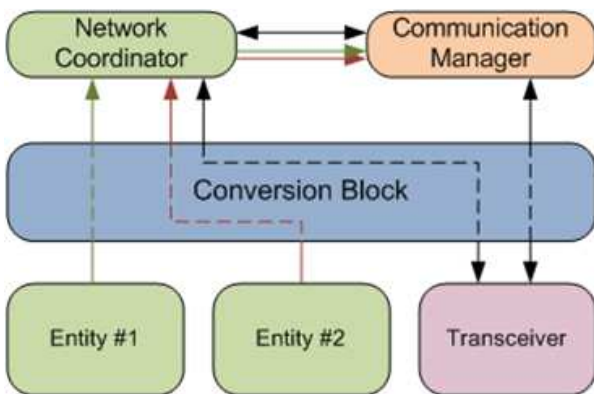 Network
Coordinator
Communication
Manager
Conversion Block
Entity #1
Entity #2
Transceiver